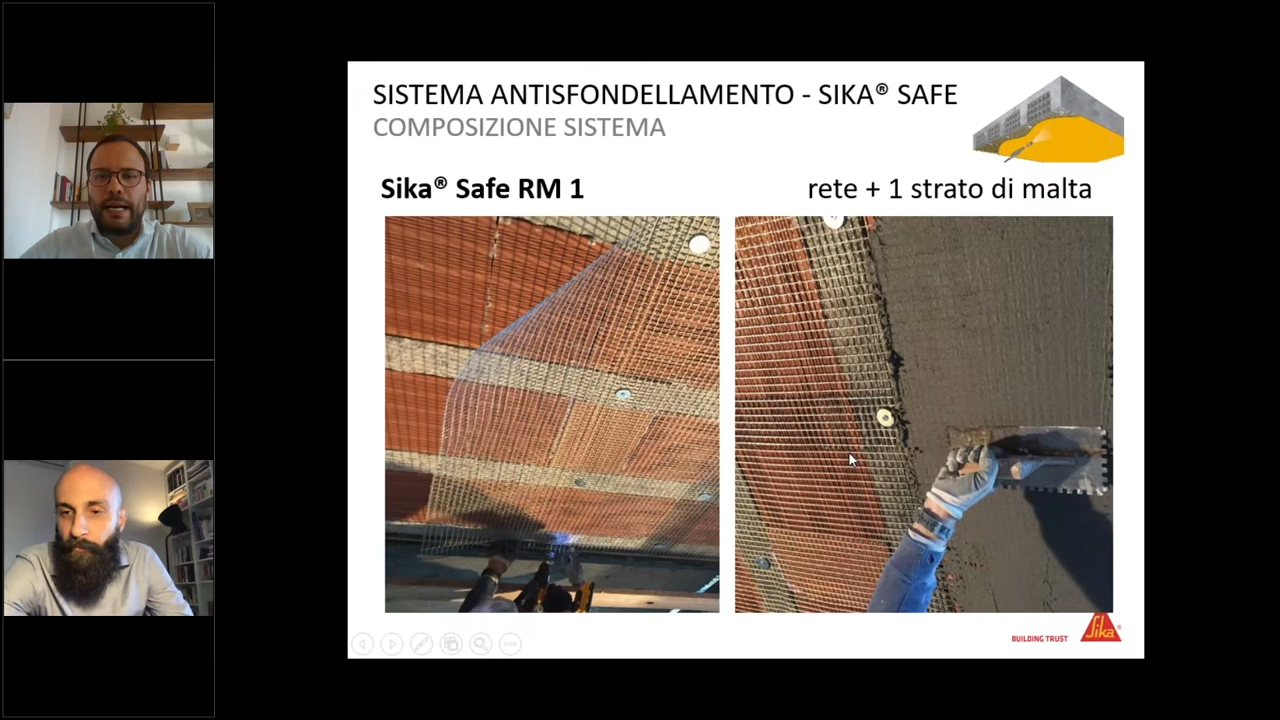 SISTEMA ANTISFONDELLAMENTO - SIKA® SAFE
COMPOSIZIONE SISTEMA
Sika® Safe RM 1
rete + 1 strato di malta
BUILDING TRUST
Sika®